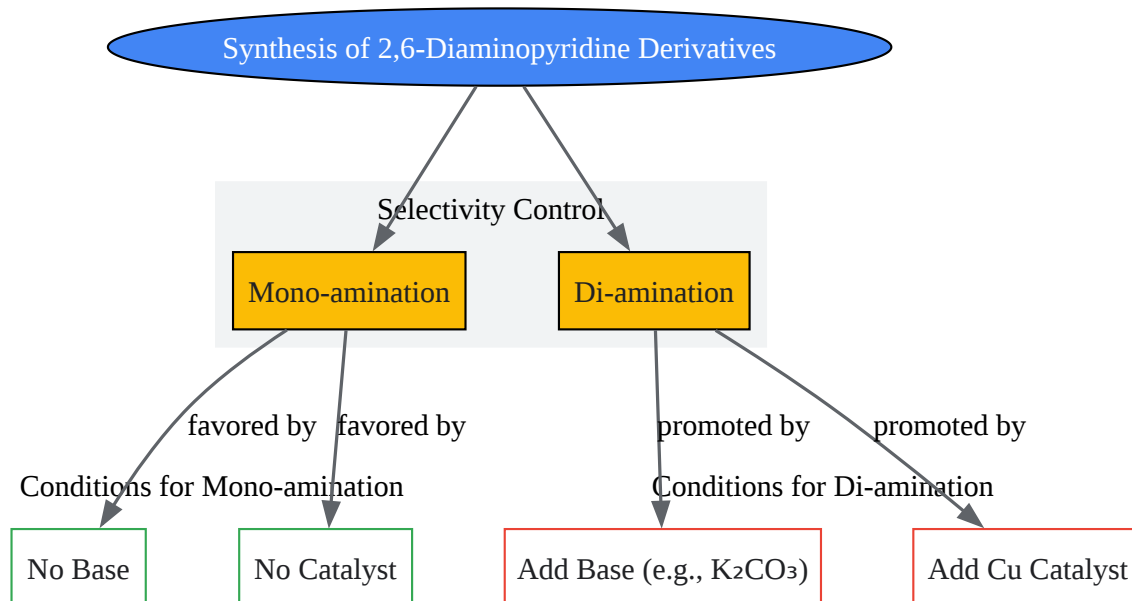 Synthesis of 2,6-Diaminopyridine Derivatives
Selectivity Control
Mono-amination
Di-amination
favored by
favored by
promoted by
promoted by
Conditions for Mono-amination
Conditions for Di-amination
No Base
No Catalyst
Add Base (e.g., K₂CO₃)
Add Cu Catalyst